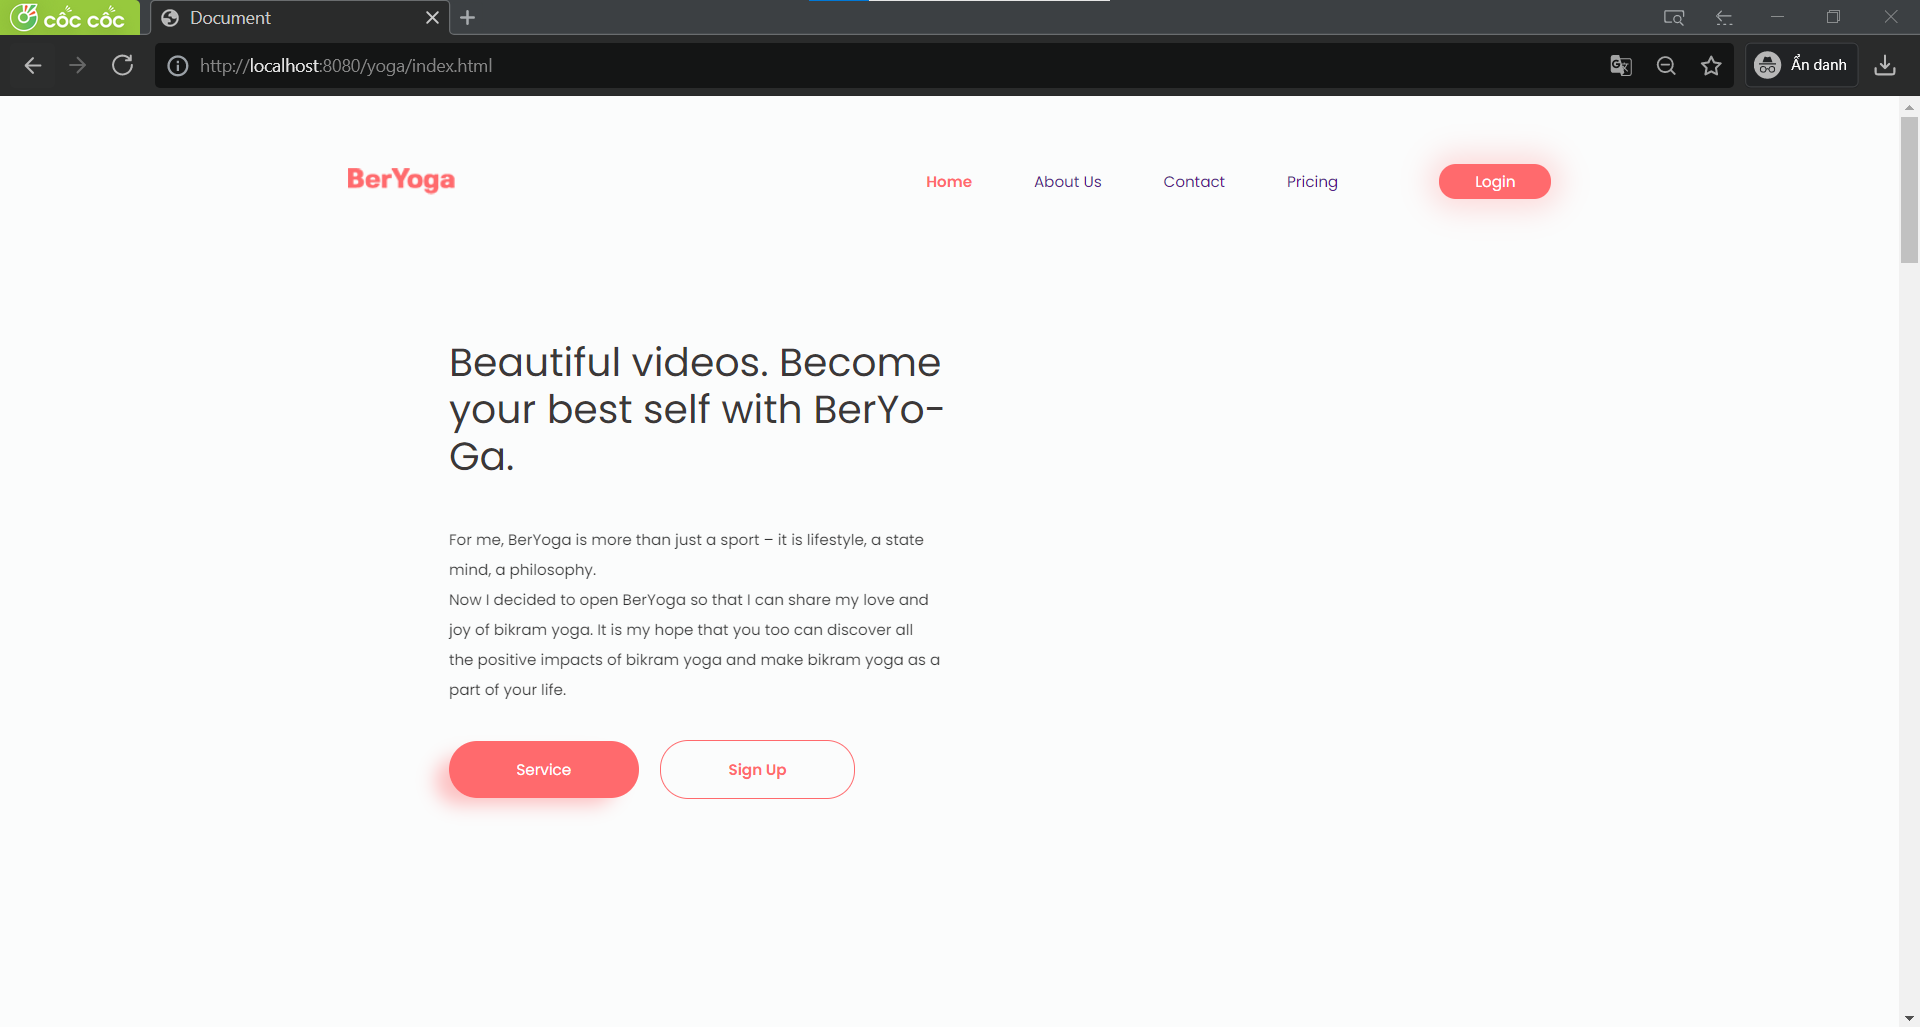 cốc cốc
Document
http://localhost:8080/yoga/index.html
Ẩn danh
BerYoga
Home
About Us
Contact
Pricing
Login
Beautiful videos. Become
your best self with BerYo-
Ga.
For me, BerYoga is more than just a sport – it is lifestyle, a state
mind, a philosophy.
Now I decided to open BerYoga so that I can share my love and
joy of bikram yoga. It is my hope that you too can discover all
the positive impacts of bikram yoga and make bikram yoga as a
part of your life.
Service
Sign Up